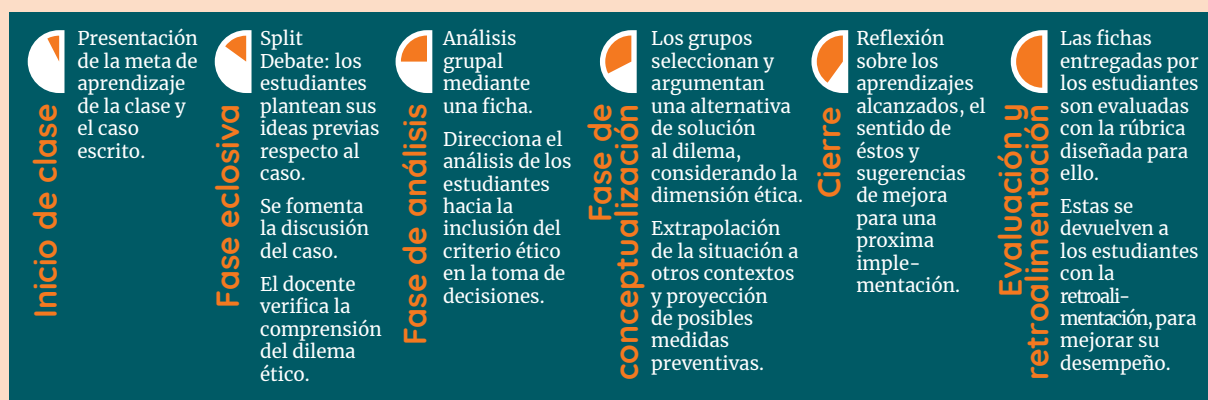 Inicio de clase
Presentación
de la meta de
aprendizaje
de la clase y
el caso
escrito.
Fase eclosiva
Split
Debate: los
estudiantes
plantean sus
ideas previas
respecto al
caso.
Se fomenta
la discusión
del caso.
El docente
verifica la
comprensión
del dilema
ético.
Fase de análisis
Análisis
grupal
mediante
una ficha.
Direcciona el
análisis de los
estudiantes
hacia la
inclusión del
criterio ético
en la toma de
decisiones.
Fase de
conceptualización
Los grupos
seleccionan y
argumentan
una alternativa
de solución
al dilema,
considerando la
dimensión ética.
Extrapolación
de la situación a
otros contextos
y proyección
de posibles
medidas
preventivas.
Cierre
Reflexión
sobre los
aprendizajes
alcanzados, el
sentido de
éstos y
sugerencias
de mejora
para una
proxima
imple-
mentación.
Evaluación y
retroalimentación
Las fichas
entregadas por
los estudiantes
son evaluadas
con la rúbrica
diseñada para
ello.
Estas se
devuelven a
los estudiantes
con la
retroali-
mentación, para
mejorar su
desempeño.